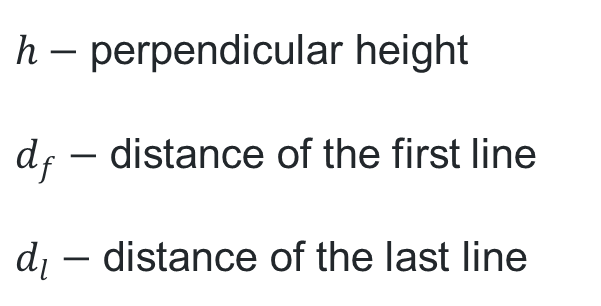 h − perpendicular height
d_f − distance of the first line
d_l − distance of the last line